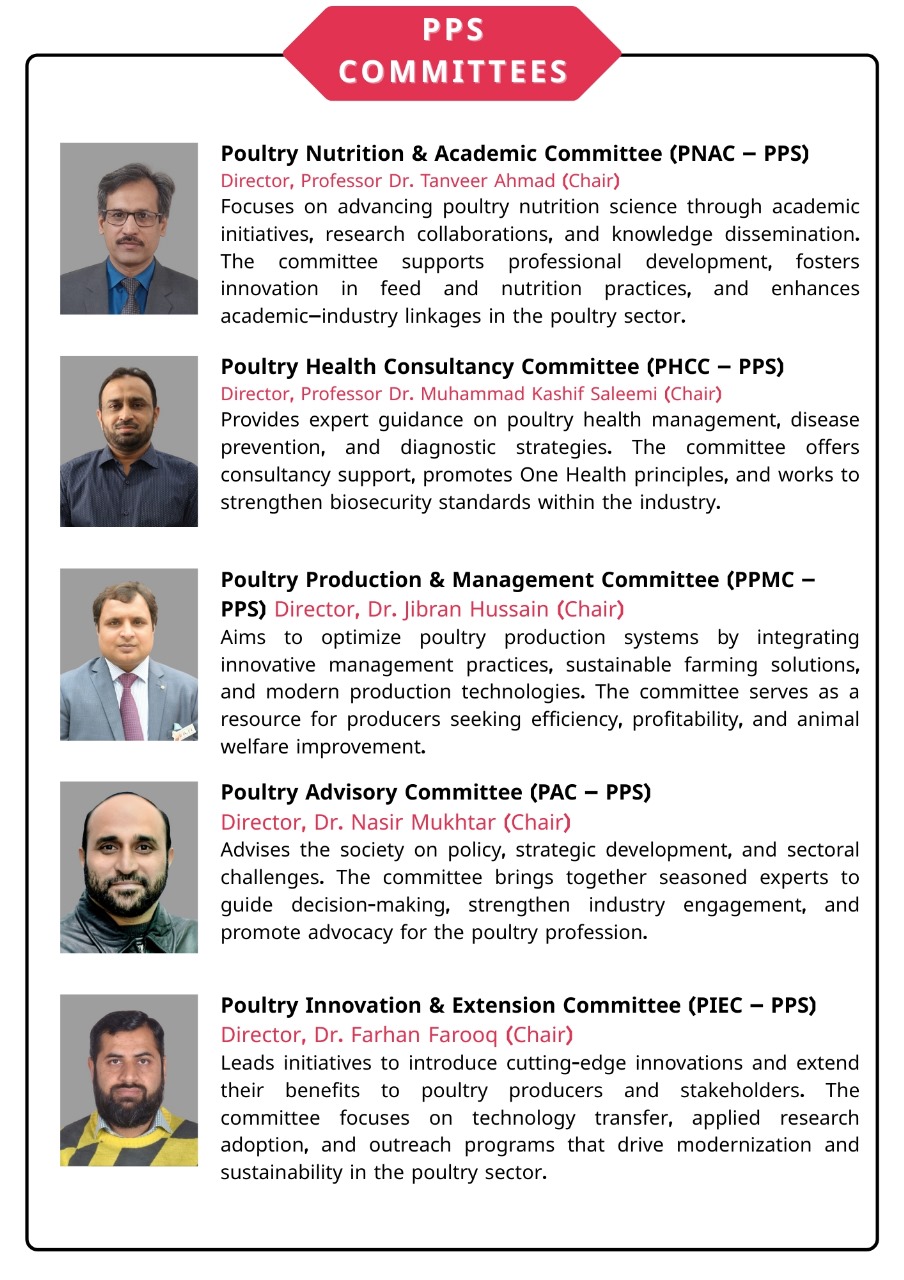 PPS
COMMITTEES
Poultry Nutrition & Academic Committee (PNAC – PPS)
Director, Professor Dr. Tanveer Ahmad (Chair)
Focuses on advancing poultry nutrition science through academic
initiatives, research collaborations, and knowledge dissemination.
The committee supports professional development, fosters
innovation in feed and nutrition practices, and enhances
academic–industry linkages in the poultry sector.
Poultry Health Consultancy Committee (PHCC – PPS)
Director, Professor Dr. Muhammad Kashif Saleemi (Chair)
Provides expert guidance on poultry health management, disease
prevention, and diagnostic strategies. The committee offers
consultancy support, promotes One Health principles, and works to
strengthen biosecurity standards within the industry.
Poultry Production & Management Committee (PPMC –
PPS) Director, Dr. Jibran Hussain (Chair)
Aims to optimize poultry production systems by integrating
innovative management practices, sustainable farming solutions,
and modern production technologies. The committee serves as a
resource for producers seeking efficiency, profitability, and animal
welfare improvement.
Poultry Advisory Committee (PAC – PPS)
Director, Dr. Nasir Mukhtar (Chair)
Advises the society on policy, strategic development, and sectoral
challenges. The committee brings together seasoned experts to
guide decision-making, strengthen industry engagement, and
promote advocacy for the poultry profession.
Poultry Innovation & Extension Committee (PIEC – PPS)
Director, Dr. Farhan Farooq (Chair)
Leads initiatives to introduce cutting-edge innovations and extend
their benefits to poultry producers and stakeholders. The
committee focuses on technology transfer, applied research
adoption, and outreach programs that drive modernization and
sustainability in the poultry sector.